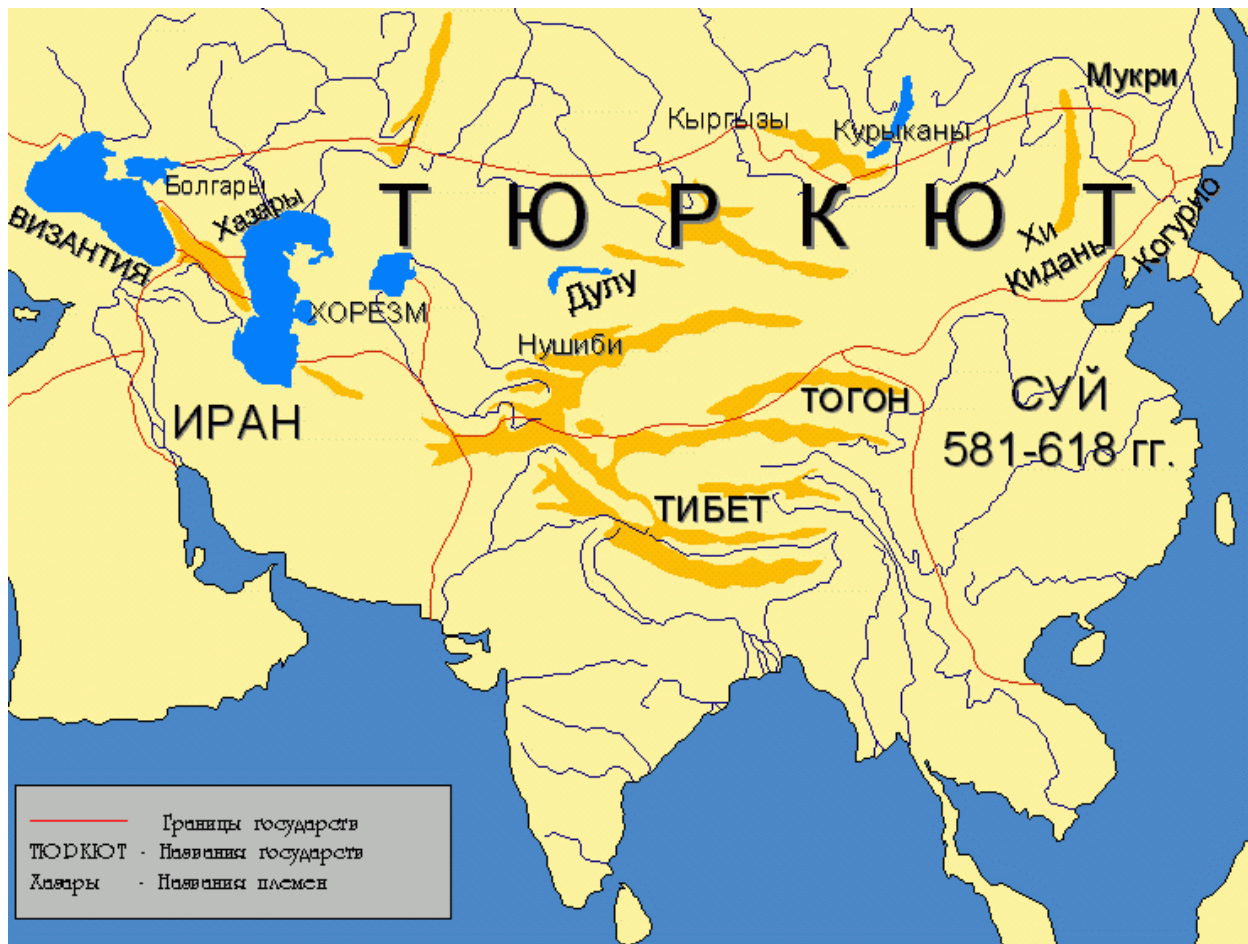 Мукри
Кыргызы
Курыканы
Болгары
Хазары
ТЮРКЮТ
ВИЗАНТИЯ
Хи
Кидань
Когурио
Дулу
ХОРЕЗМ
Нушиби
ИРАН
ТОГОН
СУЙ
581-618 гг.
ТИБЕТ
Границы государств
ТЮРКЮТ - Названия государств
Хазары - Названия племен